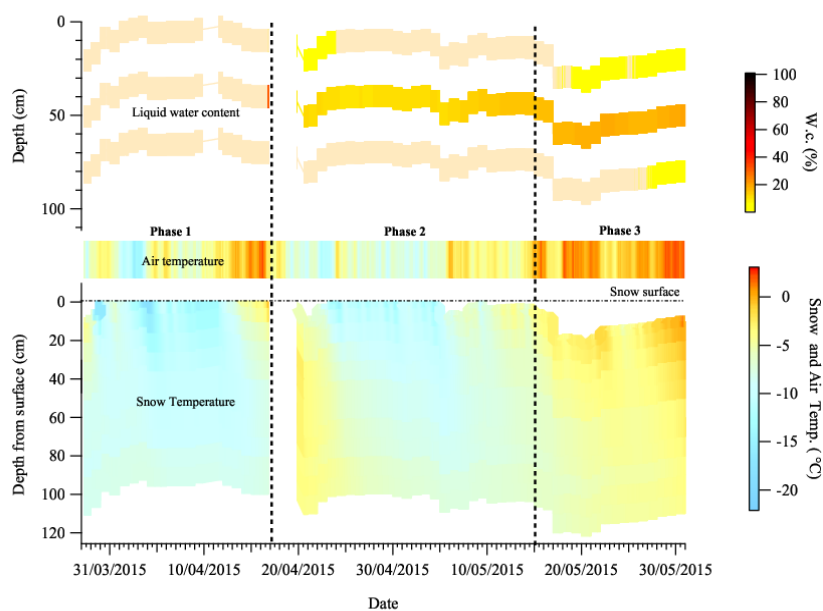 0
50
100
Depth (cm)
Liquid water content
100
80
60
40
20
W.c. (%)
Phase 1
Phase 2
Phase 3
Air temperature
Snow surface
0
20
40
60
80
100
120
Depth from surface (cm)
Snow Temperature
0
-5
-10
-15
-20
Snow and Air Temp. (°C)
31/03/2015
10/04/2015
20/04/2015
30/04/2015
10/05/2015
20/05/2015
30/05/2015
Date